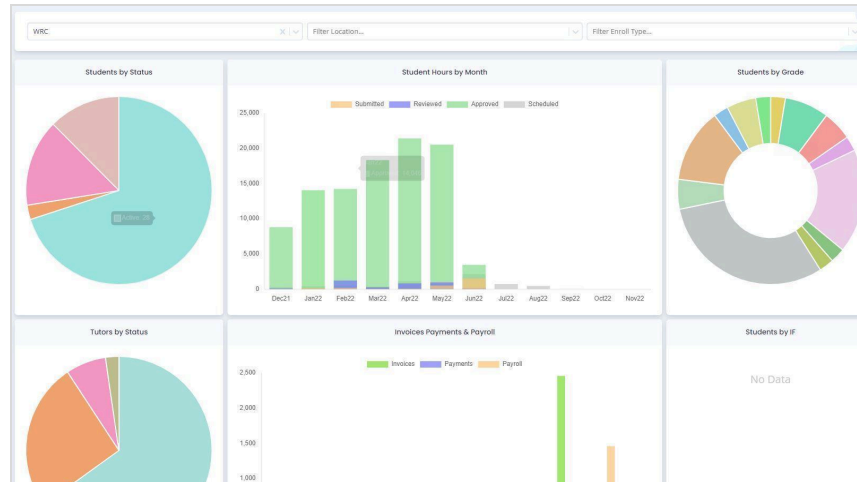 WRC
Filter Location...
Filter Enroll Type...
Students by Status
Student Hours by Month
Students by Grade
Submitted Reviewed Approved Scheduled
25,000
20,000
15,000
10,000
5,000
0
Dec21 Jan22 Feb22 Mar22 Apr22 May22 Jun22 Jul22 Aug22 Sep22 Oct22 Nov22
Tutors by Status
Invoices Payments & Payroll
Students by IF
Invoices Payments Payroll
No Data
2,500
2,000
1,500
1,000